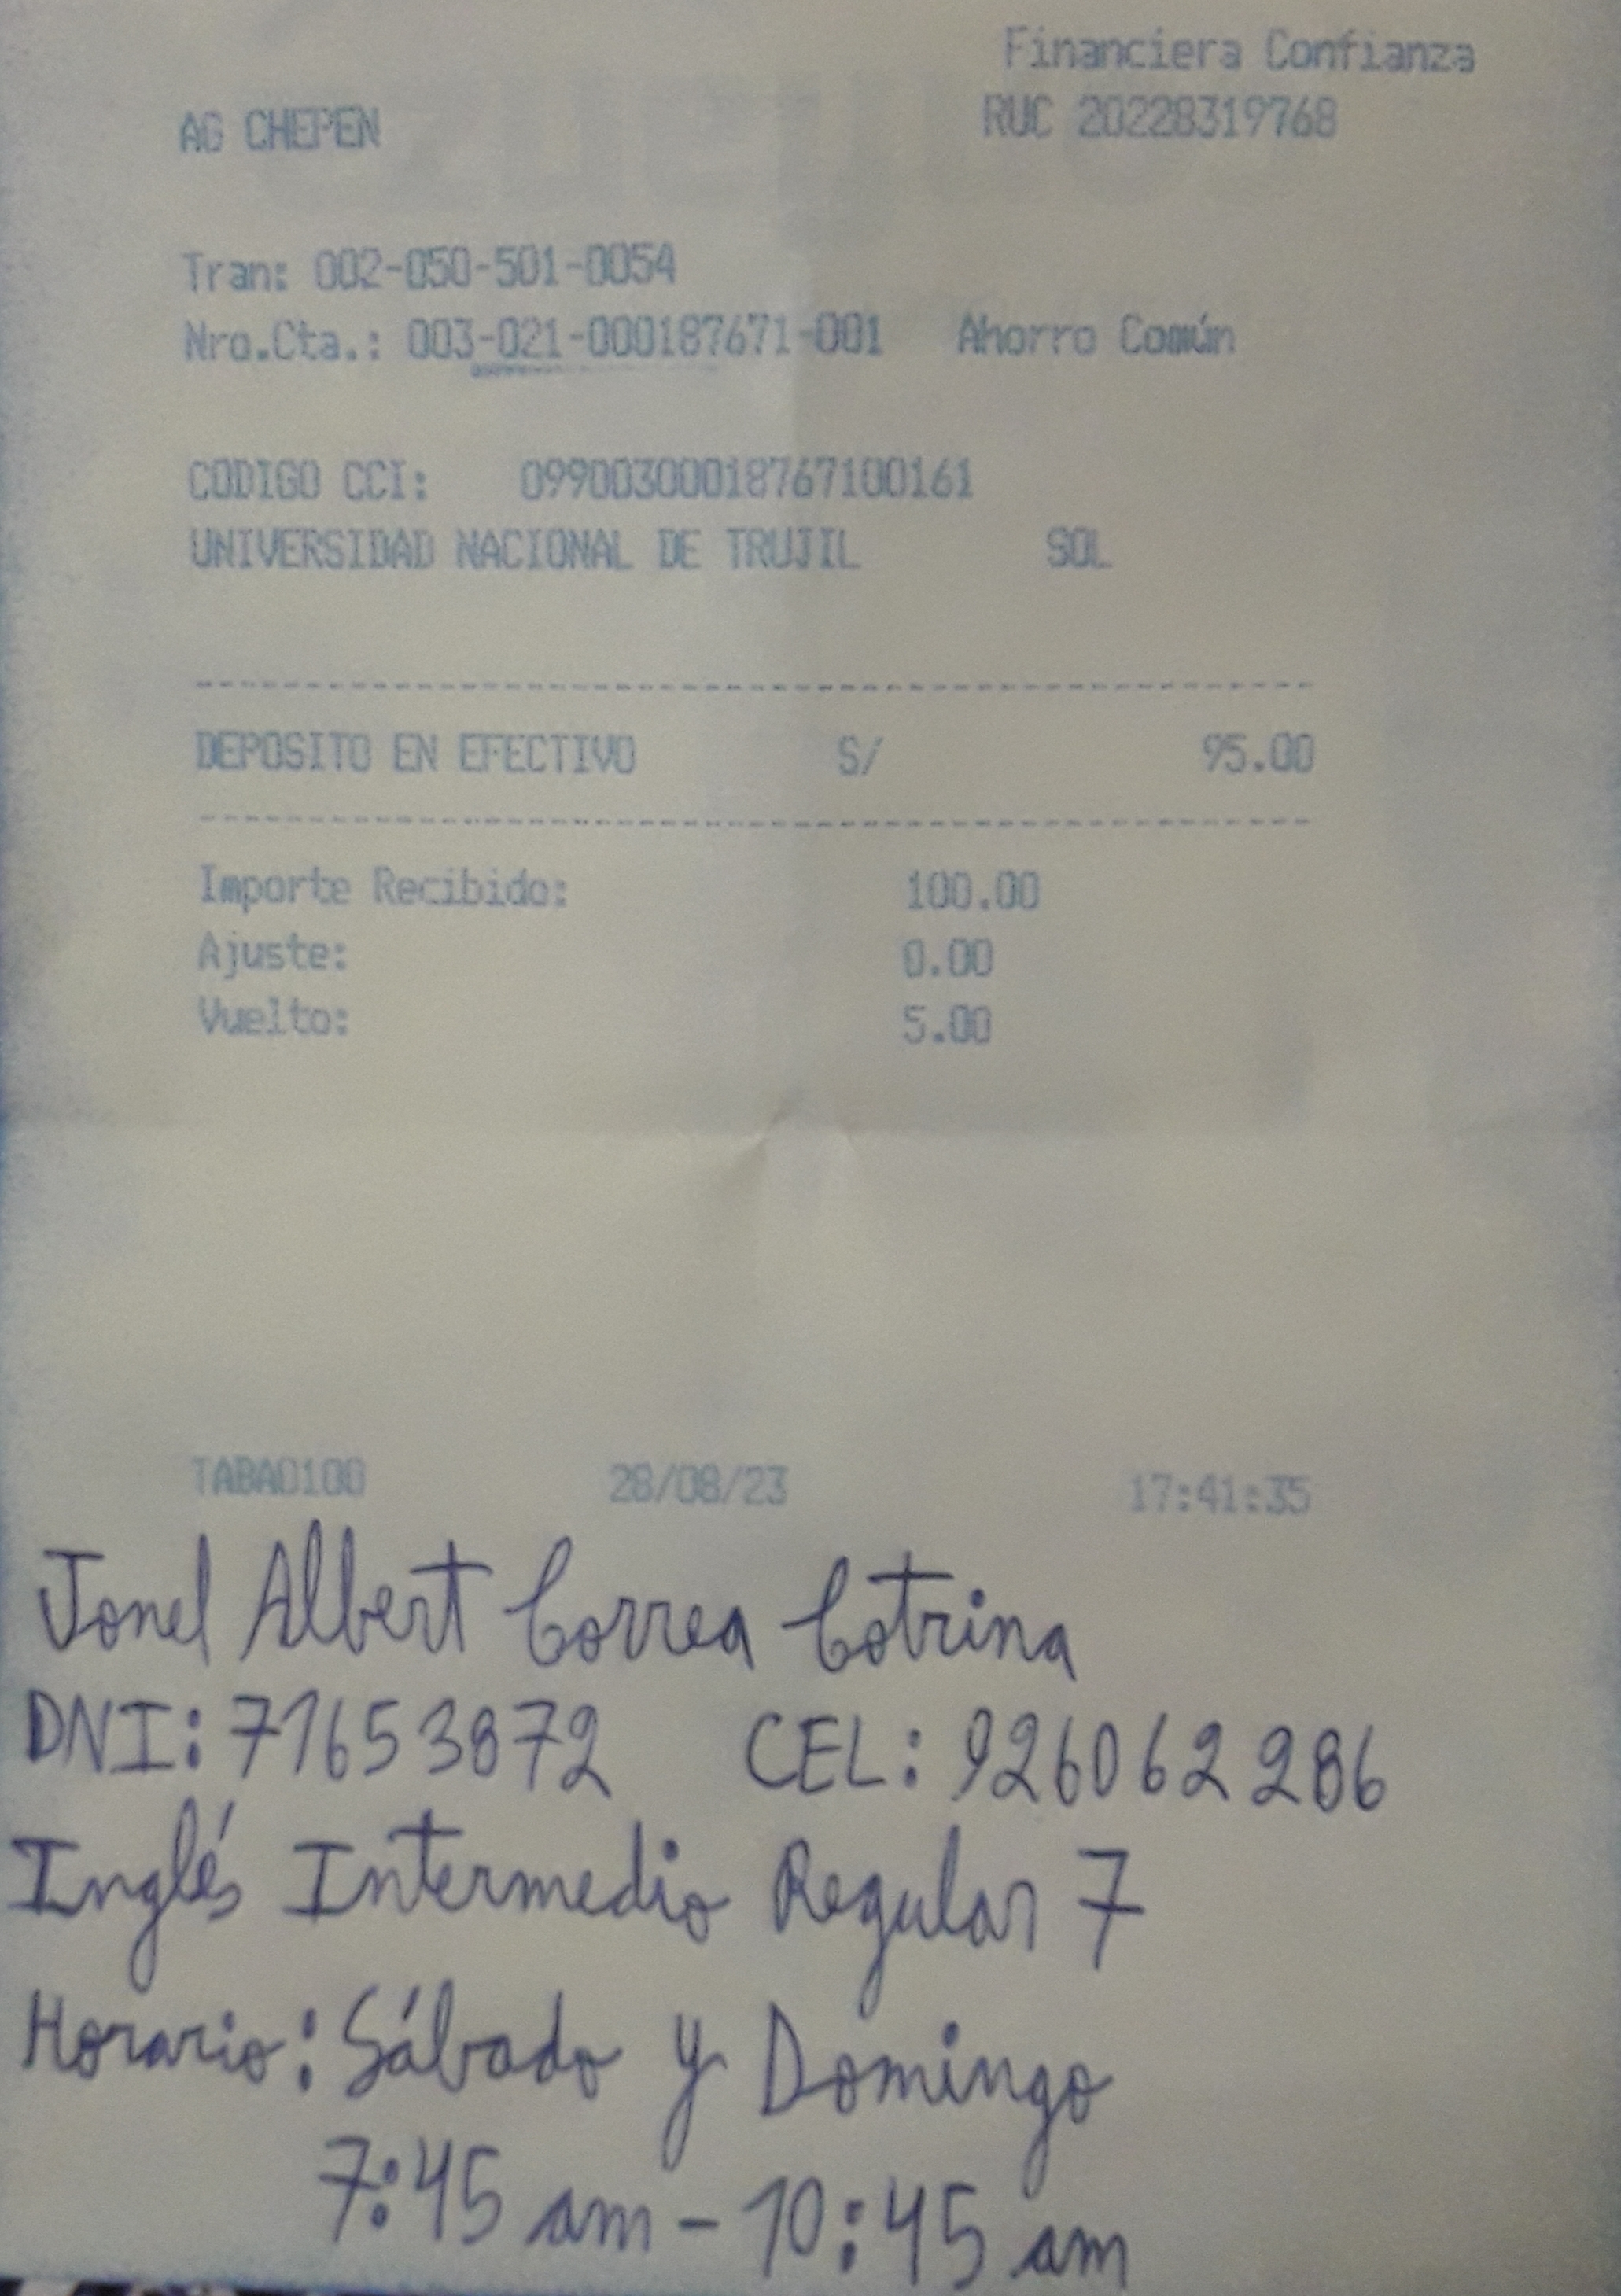 Financiera Confianza
AG CHEPEN RUC 20228319768
Tran: 002-050-501-0054
Nro.Cta.: 003-021-000187671-001 Ahorro Común
CODIGO CCI: 09900300018767100161
UNIVERSIDAD NACIONAL DE TRUJIL SOL
DEPOSITO EN EFECTIVO S/ 95.00
Importe Recibido: 100.00
Ajuste: 0.00
Vuelto: 5.00
TABAO100 28/08/23 17:41:35
Jonel Albert Correa Cotrina
DNI: 71653872 CEL: 926062286
Inglés Intermedio Regular 7
Horario: Sábado y Domingo
7:45 am - 10:45 am